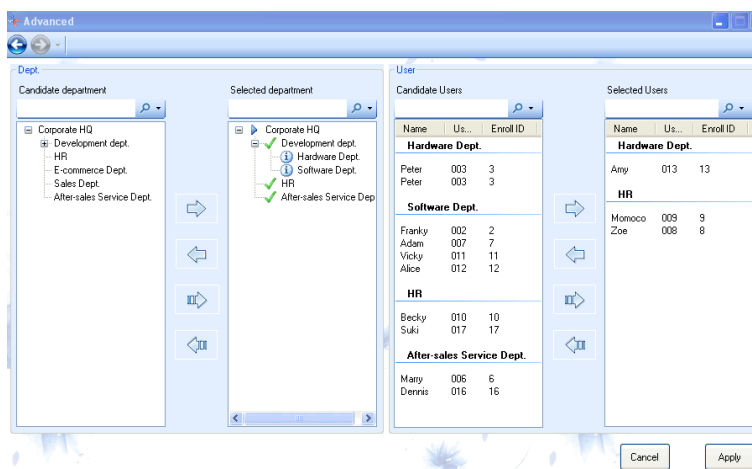 Advanced
Dept.
Candidate department
Corporate HQ
Development dept.
HR
E-commerce Dept.
Sales Dept.
After-sales Service Dept.
Selected department
Corporate HQ
Development dept.
Hardware Dept.
Software Dept.
HR
After-sales Service Dep
User
Candidate Users
Name Us... Enroll ID
Hardware Dept.
Peter 003 3
Peter 003 3
Software Dept.
Franky 002 2
Adam 007 7
Vicky 011 11
Alice 012 12
HR
Becky 010 10
Suki 017 17
After-sales Service Dept.
Marry 006 6
Dennis 016 16
Selected Users
Name Us... Enroll ID
Hardware Dept.
Amy 013 13
HR
Momoco 009 9
Zoe 008 8
Cancel Apply